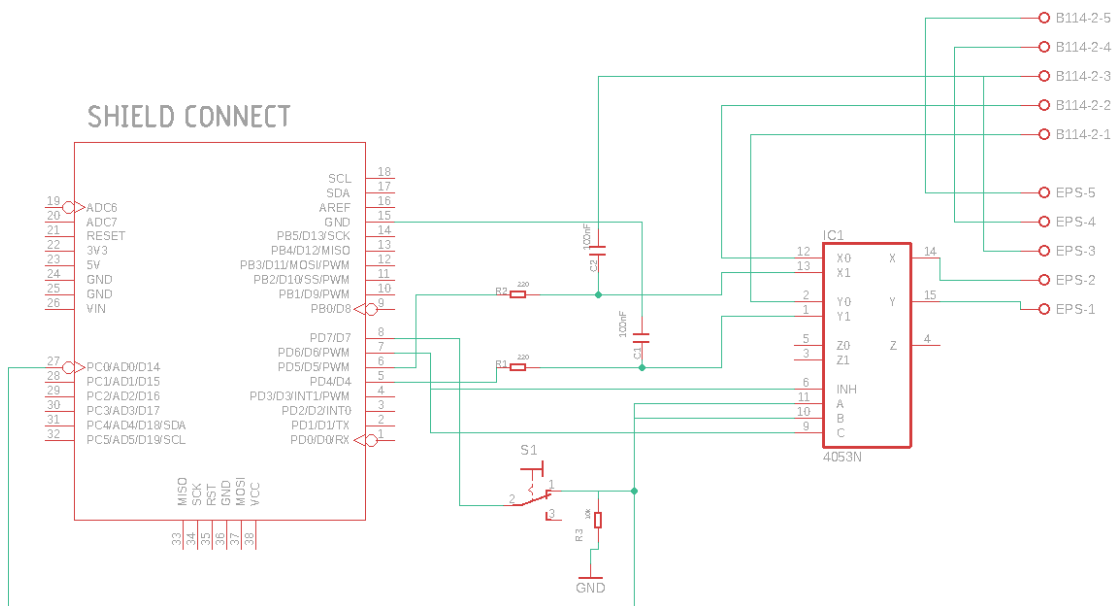 SHIELD CONNECT
19 ADC6
20 ADC7
21 RESET
22 3V3
23 5V
24 GND
25 GND
26 VIN
27 PC0/AD0/D14
28 PC1/AD1/D15
29 PC2/AD2/D16
30 PC3/AD3/D17
31 PC4/AD4/D18/SDA
32 PC5/AD5/D19/SCL
SCL 18
SDA 17
AREF 16
GND 15
PB5/D13/SCK 14
PB4/D12/MISO 13
PB3/D11/MOSI/PWM 12
PB2/D10/SS/PWM 11
PB1/D9/PWM 10
PB0/D8 9
PD7/D7 8
PD6/D6/PWM 7
PD5/D5/PWM 6
PD4/D4 5
PD3/D3/INT1/PWM 4
PD2/D2/INT0 3
PD1/D1/TX 2
PD0/D0/RX 1
MISO 33
SCK 34
RST 35
GND 36
MOSI 37
VCC 38
100nF
C2
R2 220
100nF
C1
R1 220
S1
1
2
3
R3 10k
GND
IC1
12 X0
13 X1
2 Y0
1 Y1
5 Z0
3 Z1
6 INH
11 A
10 B
9 C
X 14
Y 15
Z 4
4053N
B114-2-5
B114-2-4
B114-2-3
B114-2-2
B114-2-1
EPS-5
EPS-4
EPS-3
EPS-2
EPS-1